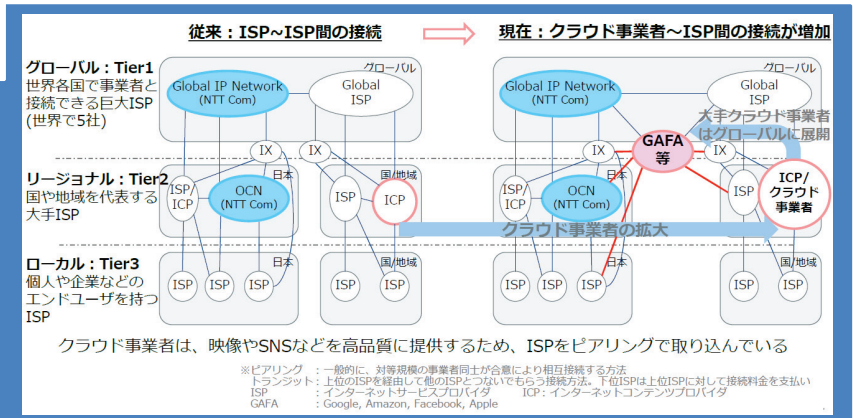 従来：ISP～ISP間の接続
現在：クラウド事業者～ISP間の接続が増加
グローバル：Tier1
世界各国で事業者と
接続できる巨大ISP
(世界で5社)
グローバル
Global IP Network
(NTT Com)
Global
ISP
IX
IX
リージョナル：Tier2
国や地域を代表する
大手ISP
日本
ISP/
ICP
OCN
(NTT Com)
国/地域
ISP
ICP
ローカル：Tier3
個人や企業などの
エンドユーザを持つ
ISP
日本
ISP
ISP
ISP
国/地域
ISP
ISP
グローバル
Global IP Network
(NTT Com)
Global
ISP
大手クラウド事業者
はグローバルに展開
GAFA
等
IX
IX
日本
ISP/
ICP
OCN
(NTT Com)
ISP
ICP/
クラウド
事業者
クラウド事業者の拡大
日本
ISP
ISP
ISP
国/地域
ISP
ISP
クラウド事業者は、映像やSNSなどを高品質に提供するため、ISPをピアリングで取り込んでいる
※ピアリング ：一般的に、対等規模の事業者同士が合意により相互接続する方法
トランジット：上位のISPを経由して他のISPとつないでもらう接続方法。下位ISPは上位ISPに対して接続料金を支払い
ISP ：インターネットサービスプロバイダ ICP：インターネットコンテンツプロバイダ
GAFA ：Google, Amazon, Facebook, Apple